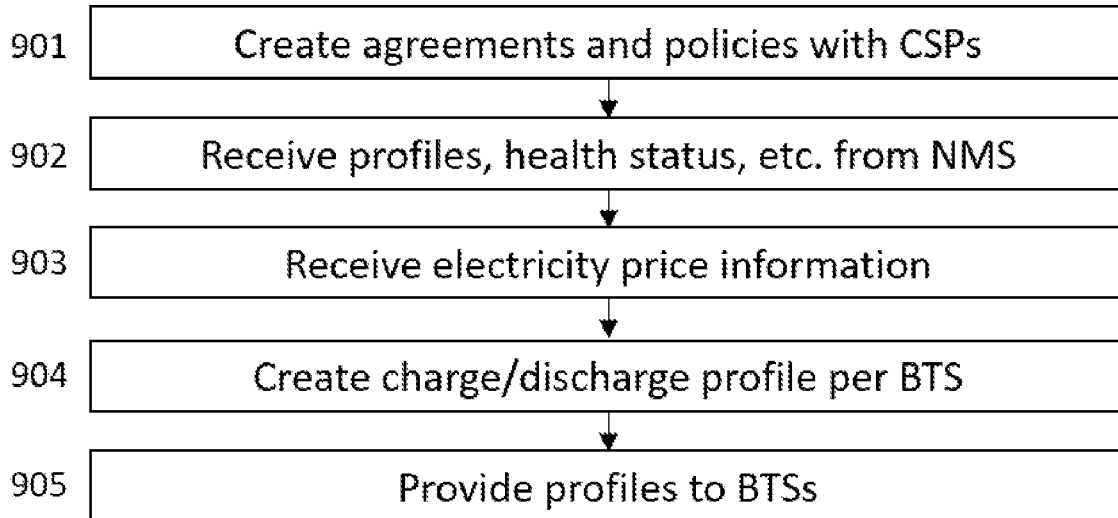 901 Create agreements and policies with CSPs
902 Receive profiles, health status, etc. from NMS
903 Receive electricity price information
904 Create charge/discharge profile per BTS
905 Provide profiles to BTSs